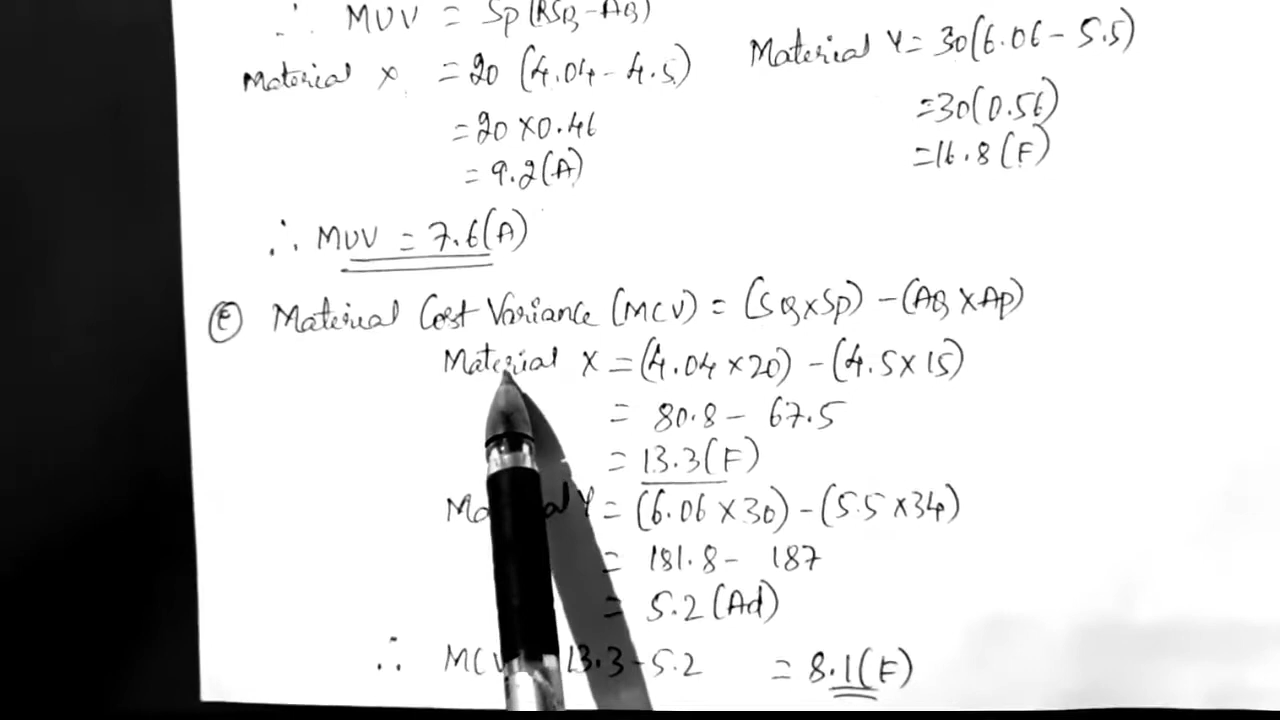 ∴ MUV = SP(RSQ-AQ)
Material X = 20 (4.04 - 4.5)
= 20 × 0.46
= 9.2(A)
Material Y = 30(6.06 - 5.5)
= 30(0.56)
= 16.8 (F)
∴ MUV = 7.6(A)
(E) Material Cost Variance (MCV) = (SQ×SP) - (AQ×AP)
Material X = (4.04 × 20) - (4.5×15)
= 80.8 - 67.5
= 13.3(F)
= (6.06 × 30) - (5.5×34)
= 181.8 - 187
= 5.2 (Ad)
∴ 13.3 - 5.2 = 8.1(F)